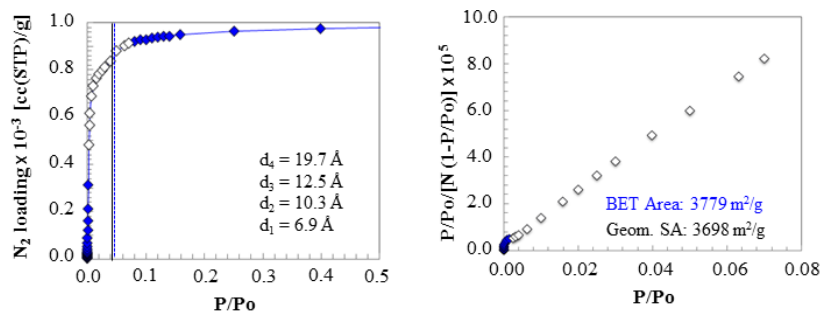 1.0
0.8
0.6
0.4
0.2
0.0
N₂ loading x 10⁻³ [cc(STP)/g]
d₄ = 19.7 Å
d₃ = 12.5 Å
d₂ = 10.3 Å
d₁ = 6.9 Å
0.0 0.1 0.2 0.3 0.4 0.5
P/Po
10.0
8.0
6.0
4.0
2.0
0.0
P/Po/[N (1-P/Po)] x 10⁵
BET Area: 3779 m²/g
Geom. SA: 3698 m²/g
0.00 0.02 0.04 0.06 0.08
P/Po